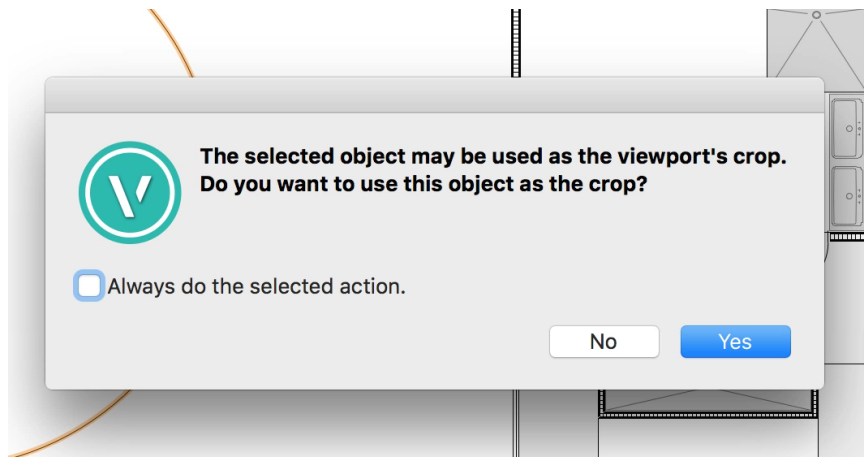 The selected object may be used as the viewport's crop.
Do you want to use this object as the crop?
Always do the selected action.
No
Yes